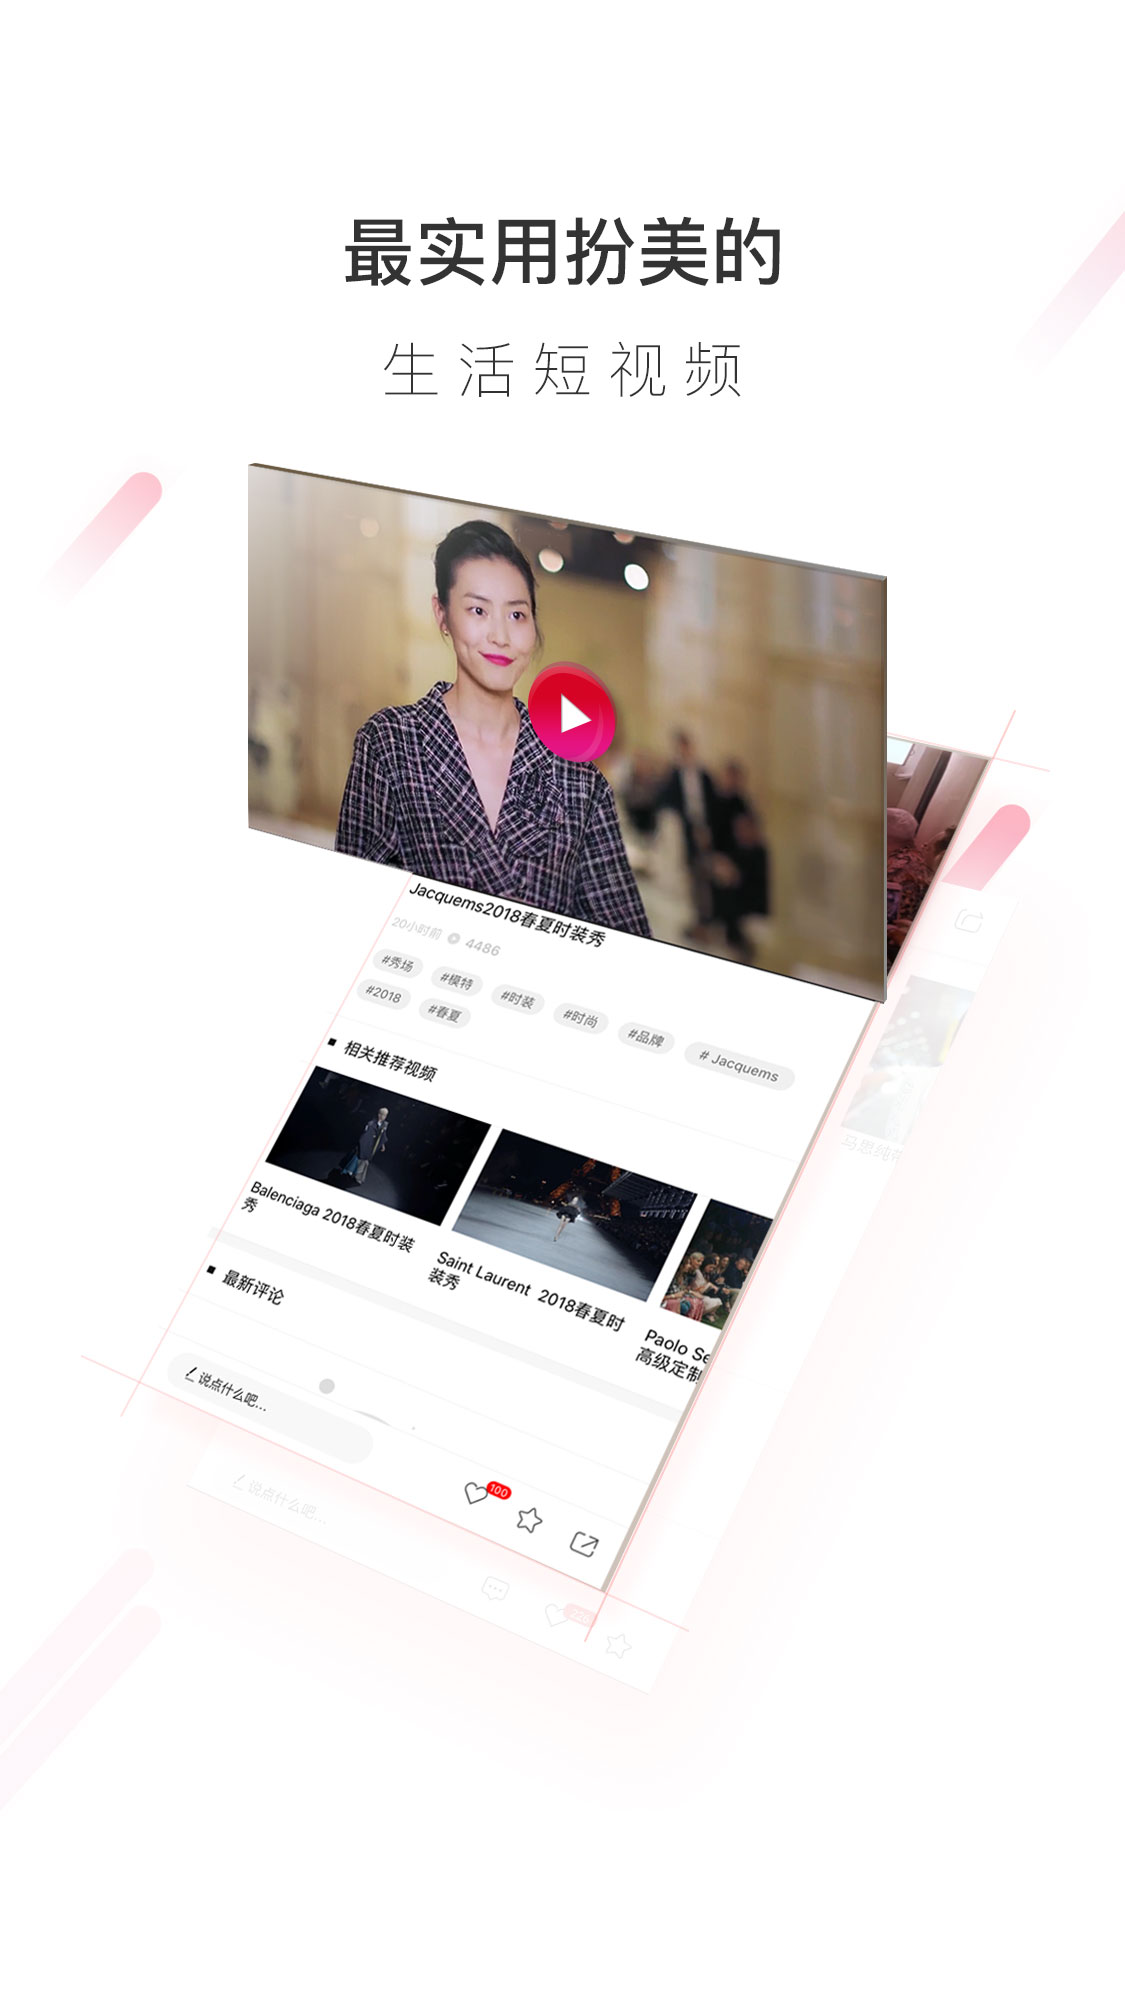 最实用扮美的
生活短视频
Jacquems2018春夏时装秀
20小时前 4486
#秀场 #模特 #时装 #时尚 #品牌 # Jacquems
#2018 #春夏
相关推荐视频
Balenciaga 2018春夏时装
秀
Saint Laurent 2018春夏时
装秀
Paolo Se
高级定制
最新评论
说点什么吧...
100
马思纯
说点什么吧...
226